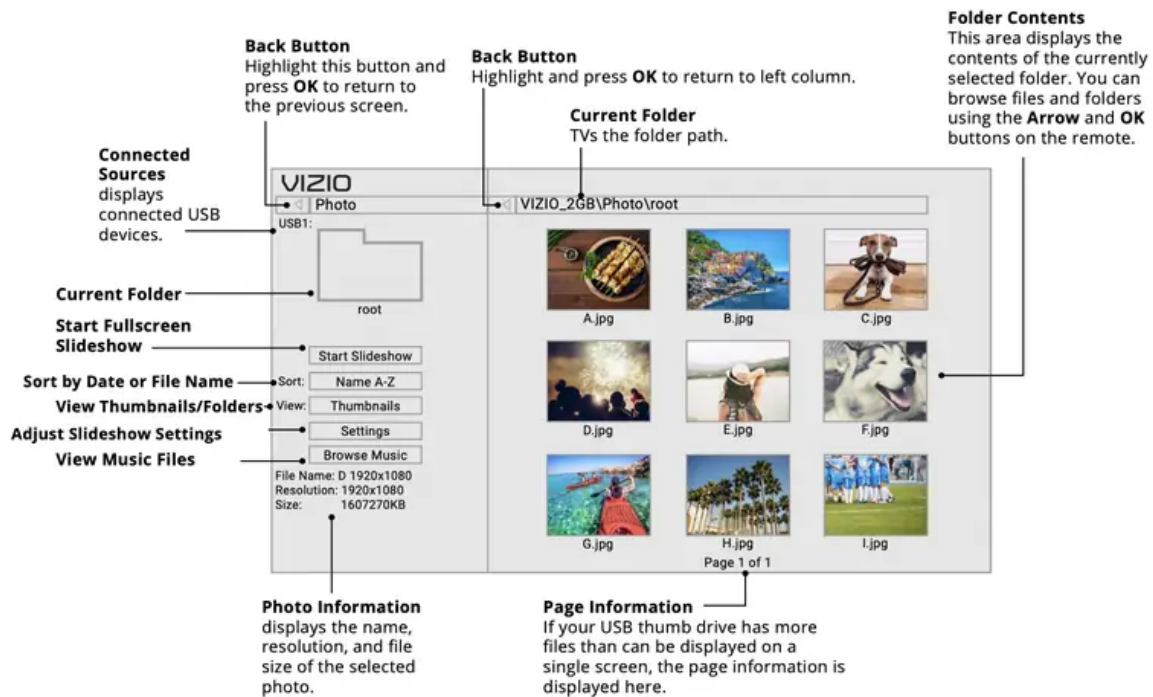 Back Button
Highlight this button and
press OK to return to
the previous screen.
Back Button
Highlight and press OK to return to left column.
Current Folder
TVs the folder path.
Folder Contents
This area displays the
contents of the currently
selected folder. You can
browse files and folders
using the Arrow and OK
buttons on the remote.
Connected
Sources
displays
connected USB
devices.
Current Folder
Start Fullscreen
Slideshow
Sort by Date or File Name
View Thumbnails/Folders
Adjust Slideshow Settings
View Music Files
VIZIO
Photo
USB1:
root
Start Slideshow
Sort: Name A-Z
View: Thumbnails
Settings
Browse Music
File Name: D 1920x1080
Resolution: 1920x1080
Size: 1607270KB
VIZIO_2GB\Photo\root
A.jpg B.jpg C.jpg
D.jpg E.jpg F.jpg
G.jpg H.jpg I.jpg
Page 1 of 1
Photo Information
displays the name,
resolution, and file
size of the selected
photo.
Page Information
If your USB thumb drive has more
files than can be displayed on a
single screen, the page information is
displayed here.